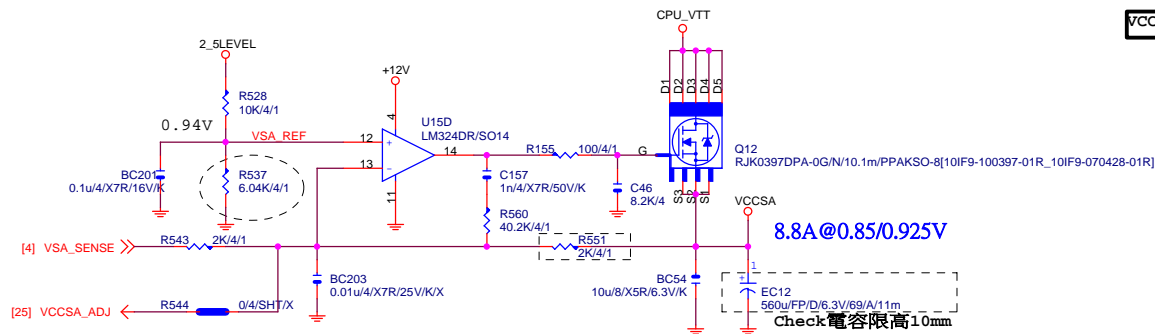 CPU_VTT
VCC
2_5LEVEL
+12V
D1
D2
D3
D4
D5
R528
10K/4/1
4
U15D
LM324DR/SO14
0.94V
VSA_REF
12
+
14
R155
100/4/1
G
Q12
RJK0397DPA-0G/N/10.1m/PPAKSO-8[10IF9-100397-01R_10IF9-070428-01R]
13
-
BC201
0.1u/4/X7R/16V/K
R537
6.04K/4/1
11
C157
1n/4/X7R/50V/K
C46
8.2K/4
S3
S2
S1
VCCSA
R560
40.2K/4/1
8.8A@0.85/0.925V
[4] VSA_SENSE
R543
2K/4/1
R551
2K/4/1
BC203
0.01u/4/X7R/25V/K/X
BC54
10u/8/X5R/6.3V/K
1
+
EC12
560u/FP/D/6.3V/69/A/11m
[25] VCCSA_ADJ
R544
0/4/SHT/X
Check電容限高10mm